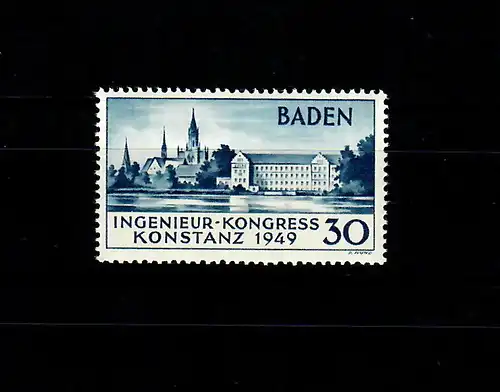 BADEN
INGENIEUR-KONGRESS
KONSTANZ 1949 30